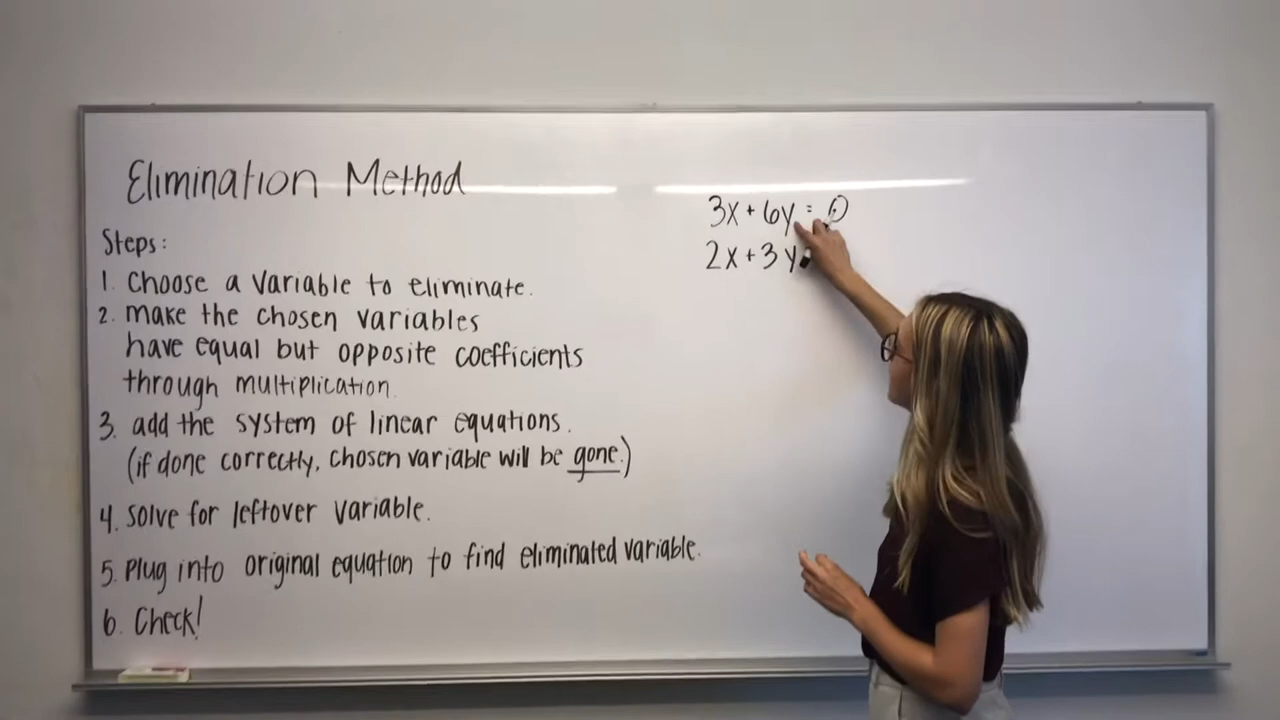 Elimination Method
Steps:
1. Choose a variable to eliminate.
2. make the chosen variables
have equal but opposite coefficients
through multiplication.
3. add the system of linear equations.
(if done correctly, chosen variable will be gone.)
4. Solve for leftover variable.
5. Plug into original equation to find eliminated variable.
6. Check!
3x + 6y = 0
2x + 3y